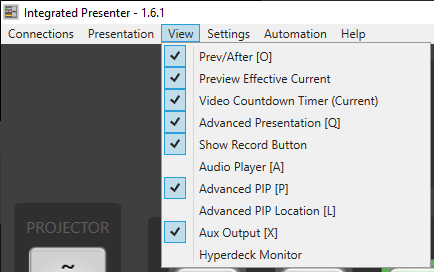 Integrated Presenter - 1.6.1
Connections Presentation View Settings Automation Help
Prev/After [O]
Preview Effective Current
Video Countdown Timer (Current)
Advanced Presentation [Q]
Show Record Button
Audio Player [A]
Advanced PIP [P]
Advanced PIP Location [L]
Aux Output [X]
Hyperdeck Monitor
PROJECTOR
~